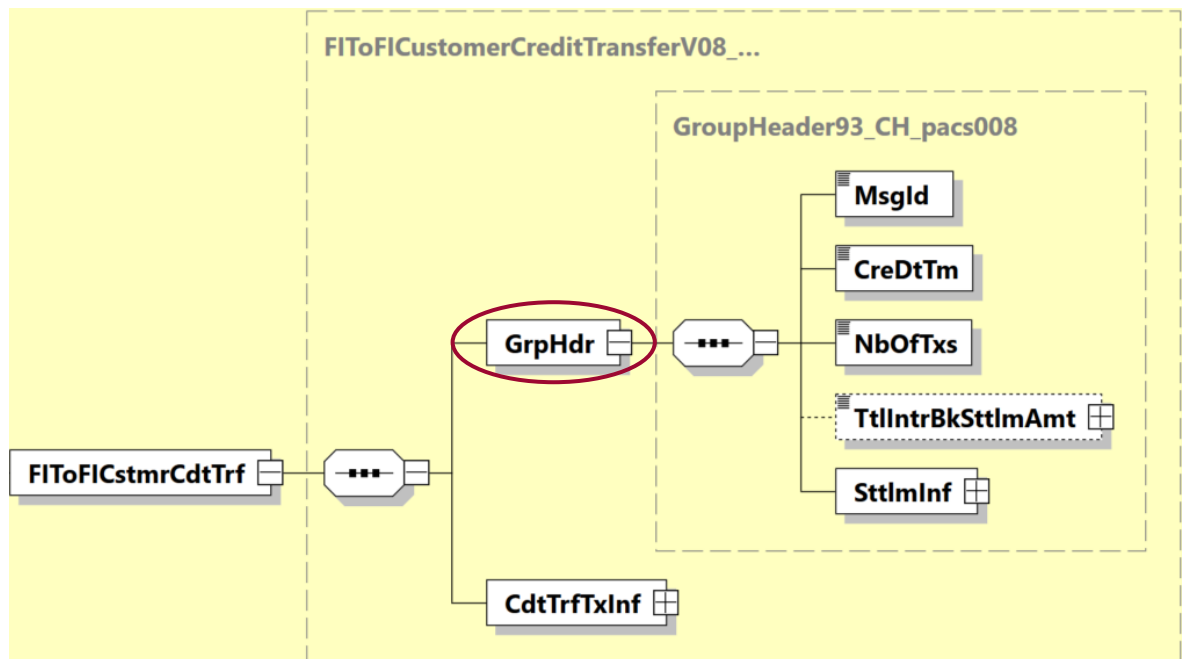 FIToFICustomerCreditTransferV08_...
GroupHeader93_CH_pacs008
MsgId
CreDtTm
GrpHdr
NbOfTxs
TtlIntrBkSttlmAmt
FIToFICstmrCdtTrf
SttlmInf
CdtTrfTxInf